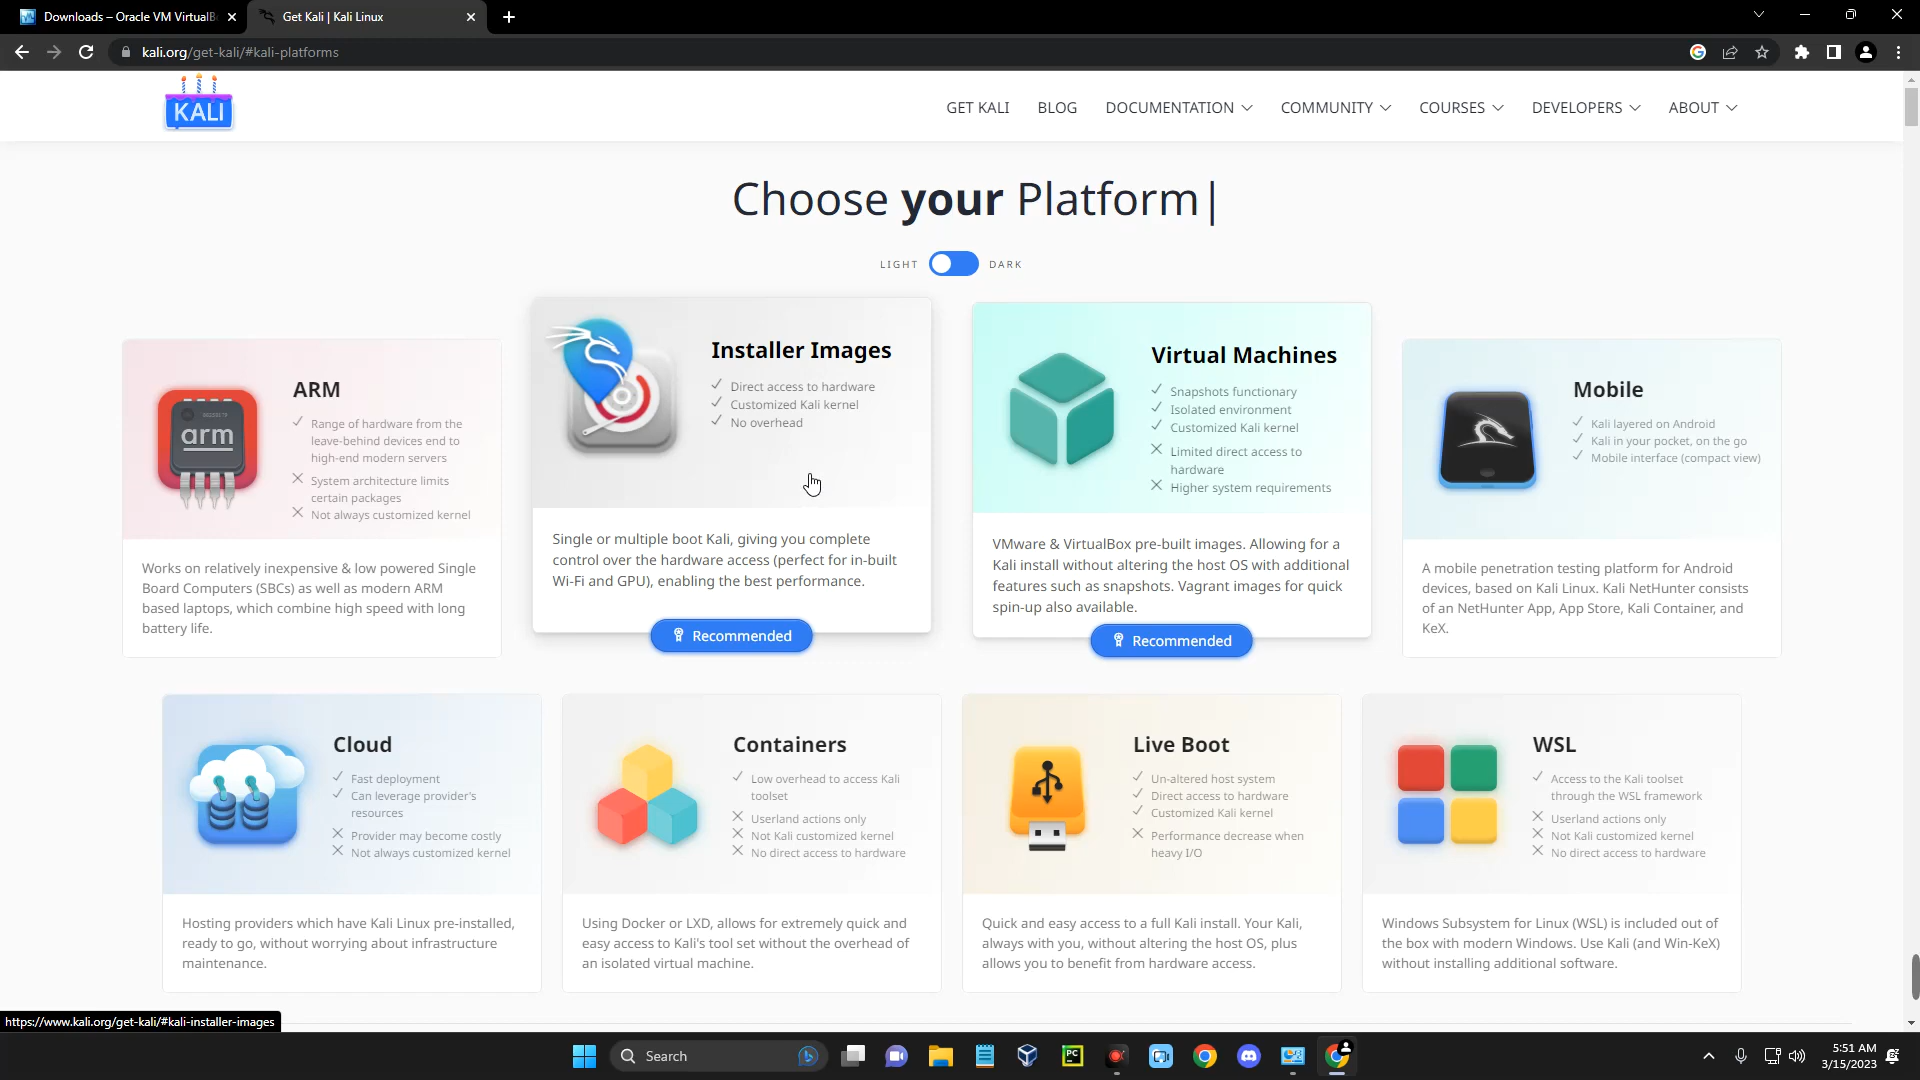 Downloads – Oracle VM VirtualB
Get Kali | Kali Linux
kali.org/get-kali/#kali-platforms
KALI
GET KALI
BLOG
DOCUMENTATION
COMMUNITY
COURSES
DEVELOPERS
ABOUT
Choose your Platform|
LIGHT
DARK
ARM
arm
Range of hardware from the
leave-behind devices end to
high-end modern servers
System architecture limits
certain packages
Not always customized kernel
Works on relatively inexpensive & low powered Single
Board Computers (SBCs) as well as modern ARM
based laptops, which combine high speed with long
battery life.
Installer Images
Direct access to hardware
Customized Kali kernel
No overhead
Single or multiple boot Kali, giving you complete
control over the hardware access (perfect for in-built
Wi-Fi and GPU), enabling the best performance.
Recommended
Virtual Machines
Snapshots functionary
Isolated environment
Customized Kali kernel
Limited direct access to
hardware
Higher system requirements
VMware & VirtualBox pre-built images. Allowing for a
Kali install without altering the host OS with additional
features such as snapshots. Vagrant images for quick
spin-up also available.
Recommended
Mobile
Kali layered on Android
Kali in your pocket, on the go
Mobile interface (compact view)
A mobile penetration testing platform for Android
devices, based on Kali Linux. Kali NetHunter consists
of an NetHunter App, App Store, Kali Container, and
KeX.
Cloud
Fast deployment
Can leverage provider's
resources
Provider may become costly
Not always customized kernel
Hosting providers which have Kali Linux pre-installed,
ready to go, without worrying about infrastructure
maintenance.
Containers
Low overhead to access Kali
toolset
Userland actions only
Not Kali customized kernel
No direct access to hardware
Using Docker or LXD, allows for extremely quick and
easy access to Kali's tool set without the overhead of
an isolated virtual machine.
Live Boot
Un-altered host system
Direct access to hardware
Customized Kali kernel
Performance decrease when
heavy I/O
Quick and easy access to a full Kali install. Your Kali,
always with you, without altering the host OS, plus
allows you to benefit from hardware access.
WSL
Access to the Kali toolset
through the WSL framework
Userland actions only
Not Kali customized kernel
No direct access to hardware
Windows Subsystem for Linux (WSL) is included out of
the box with modern Windows. Use Kali (and Win-KeX)
without installing additional software.
https://www.kali.org/get-kali/#kali-installer-images
Search
PC
5:51 AM
3/15/2023